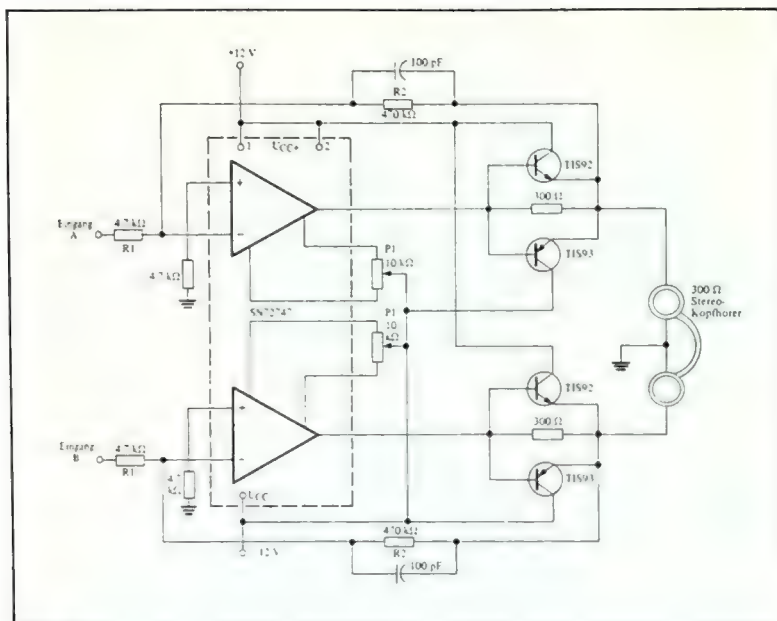 +12 V
100 pF
R2
470 kΩ
1
UCC+
2
TIS92
300 Ω
Eingang
A
4.7 kΩ
R1
+
−
P1
10 kΩ
TIS93
4.7 kΩ
SN72747
P1
10
kΩ
300 Ω
Stereo-
Kopfhörer
TIS92
300 Ω
Eingang
B
4.7 kΩ
R1
+
−
4.7
kΩ
TIS93
UCC
12 V
470 kΩ
R2
100 pF